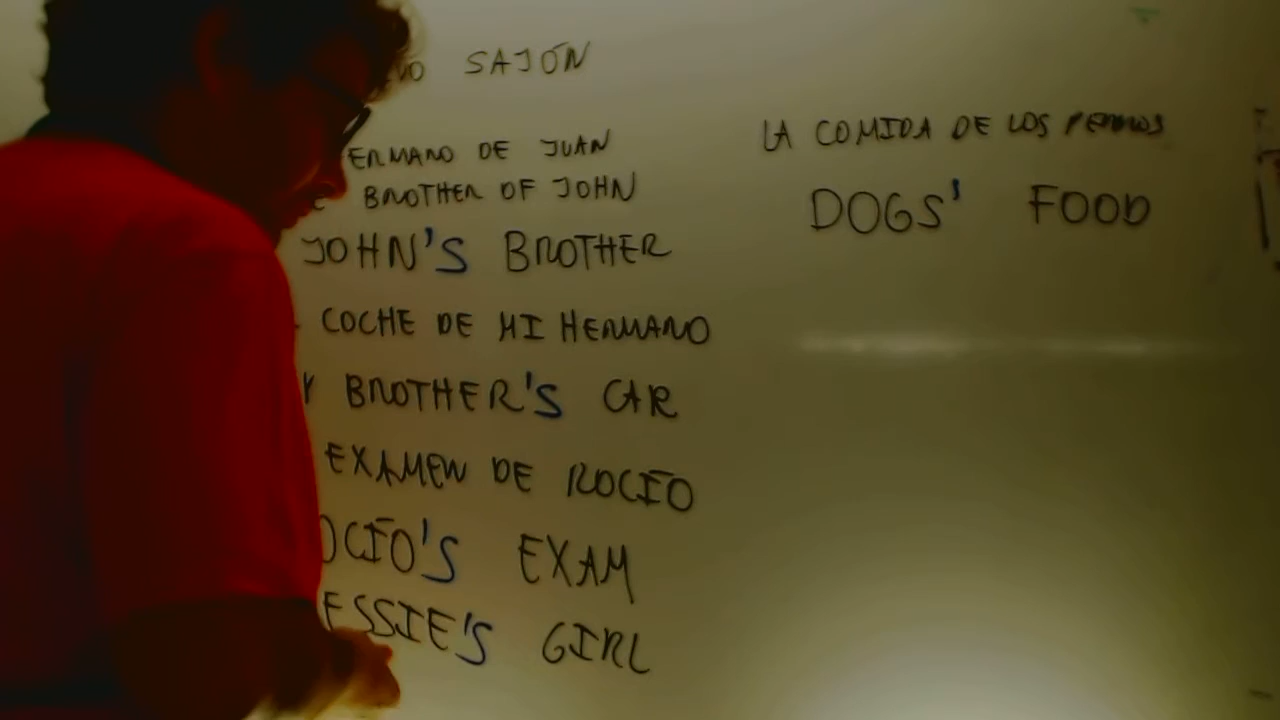 SAJÓN
ERMANO DE JUAN
BROTHER OF JOHN
JOHN'S BROTHER
COCHE DE MI HERMANO
Y BROTHER'S CAR
EXAMEN DE ROCÍO
OCÍO'S EXAM
ESSIE'S GIRL
LA COMIDA DE LOS PERROS
DOGS' FOOD